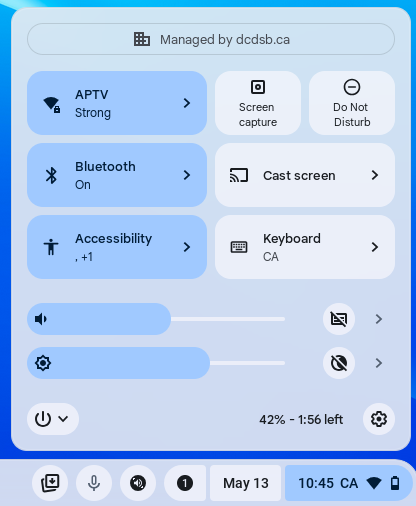 Managed by dcdsb.ca
APTV
Strong
Screen
capture
Do Not
Disturb
Bluetooth
On
Cast screen
Accessibility
, +1
Keyboard
CA
42% - 1:56 left
1
May 13
10:45 CA